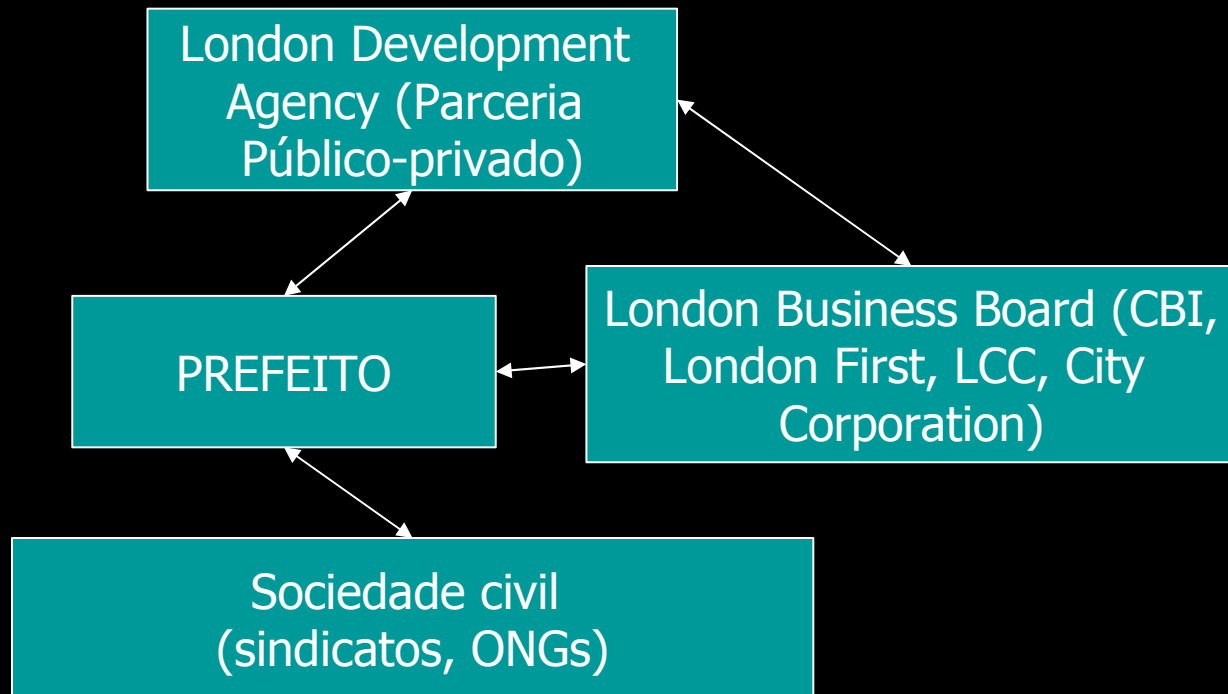 London Development
Agency (Parceria
Público-privado)
PREFEITO
London Business Board (CBI,
London First, LCC, City
Corporation)
Sociedade civil
(sindicatos, ONGs)